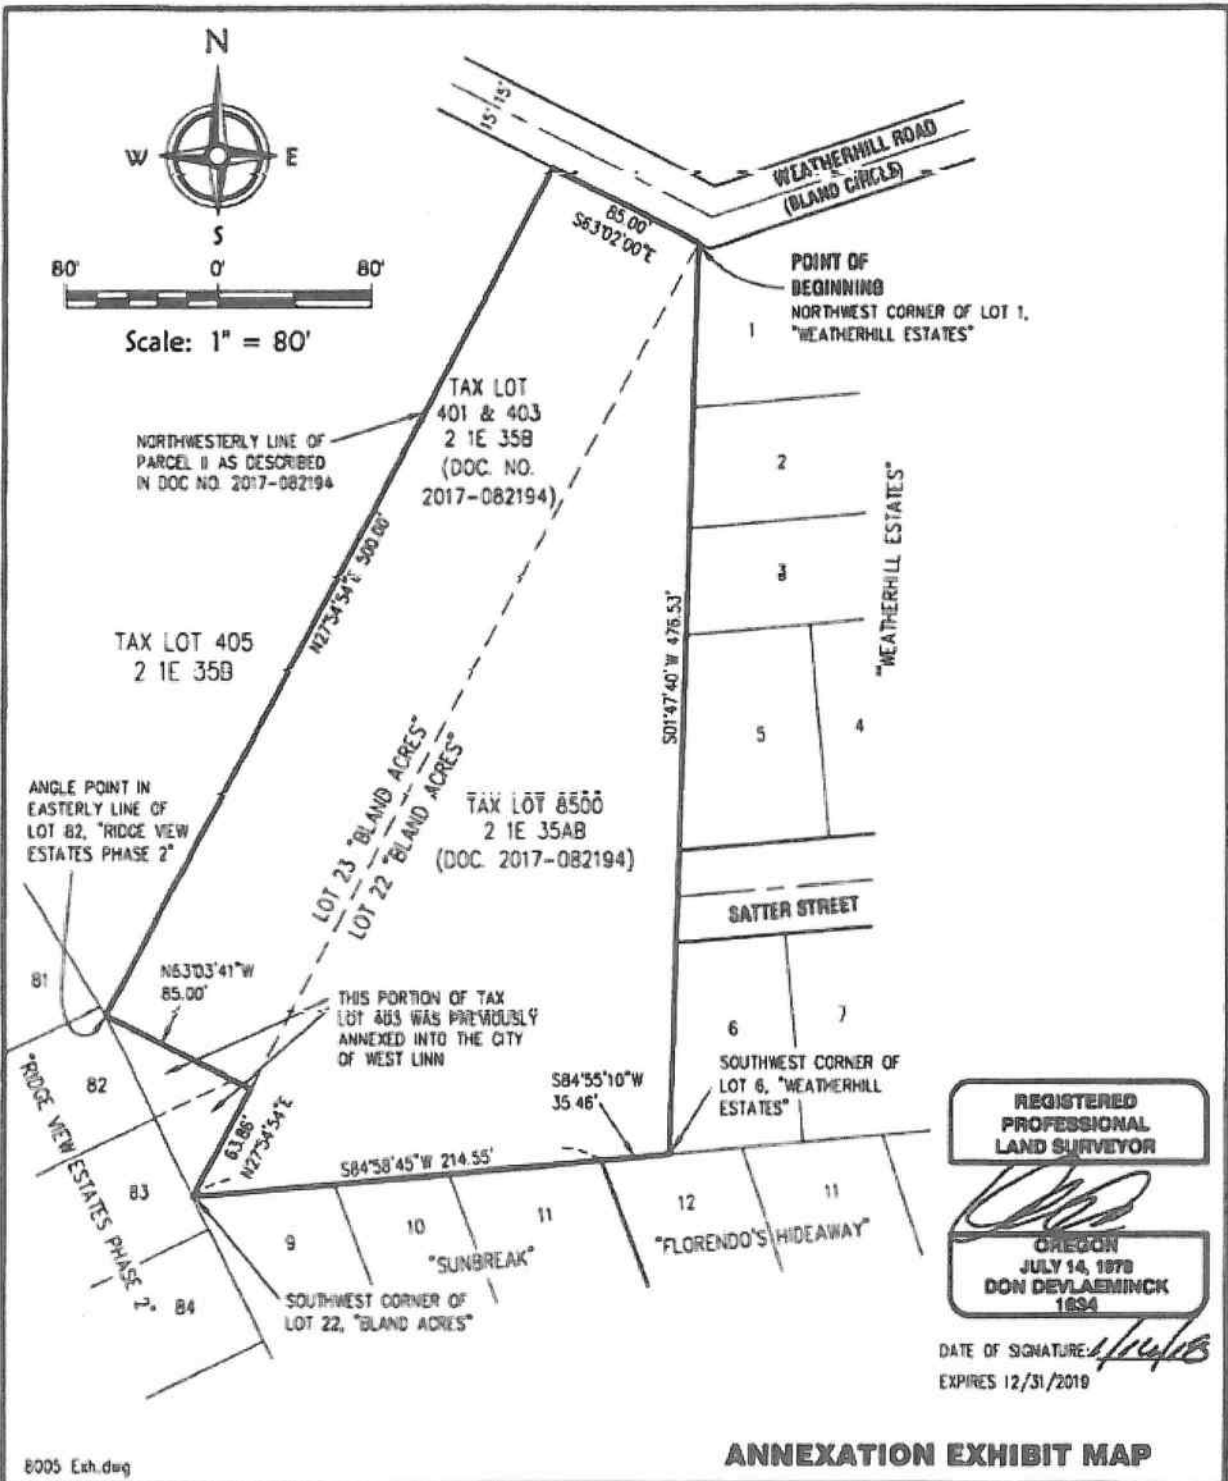 N
W
E
S
80'
0'
80'
Scale: 1" = 80'
15'
15'
WEATHERHILL ROAD
(BLAND CIRCLE)
85.00'
S63°02'00"E
POINT OF
BEGINNING
NORTHWEST CORNER OF LOT 1,
"WEATHERHILL ESTATES"
1
TAX LOT
401 & 403
2 1E 35B
(DOC. NO.
2017-082194)
NORTHWESTERLY LINE OF
PARCEL II AS DESCRIBED
IN DOC NO. 2017-082194
2
3
"WEATHERHILL ESTATES"
N27°54'54"E 500.00'
S01°47'40"W 476.53'
TAX LOT 405
2 1E 35B
5
4
LOT 23 "BLAND ACRES"
LOT 22 "BLAND ACRES"
ANGLE POINT IN
EASTERLY LINE OF
LOT 82, "RIDGE VIEW
ESTATES PHASE 2"
TAX LOT 8500
2 1E 35AB
(DOC. 2017-082194)
SATTER STREET
81
N63°03'41"W
85.00'
THIS PORTION OF TAX
LOT 403 WAS PREVIOUSLY
ANNEXED INTO THE CITY
OF WEST LINN
6
7
82
S84°55'10"W
35.46'
SOUTHWEST CORNER OF
LOT 6, "WEATHERHILL
ESTATES"
"RIDGE VIEW ESTATES PHASE 2"
63.86'
N27°54'54"E
S84°58'45"W 214.55'
83
84
9
10
11
12
11
"SUNBREAK"
"FLORENDO'S HIDEAWAY"
SOUTHWEST CORNER OF
LOT 22, "BLAND ACRES"
REGISTERED
PROFESSIONAL
LAND SURVEYOR
OREGON
JULY 14, 1978
DON DEVLAEMINCK
1634
DATE OF SIGNATURE:
EXPIRES 12/31/2019
ANNEXATION EXHIBIT MAP
8005 Exh.dwg